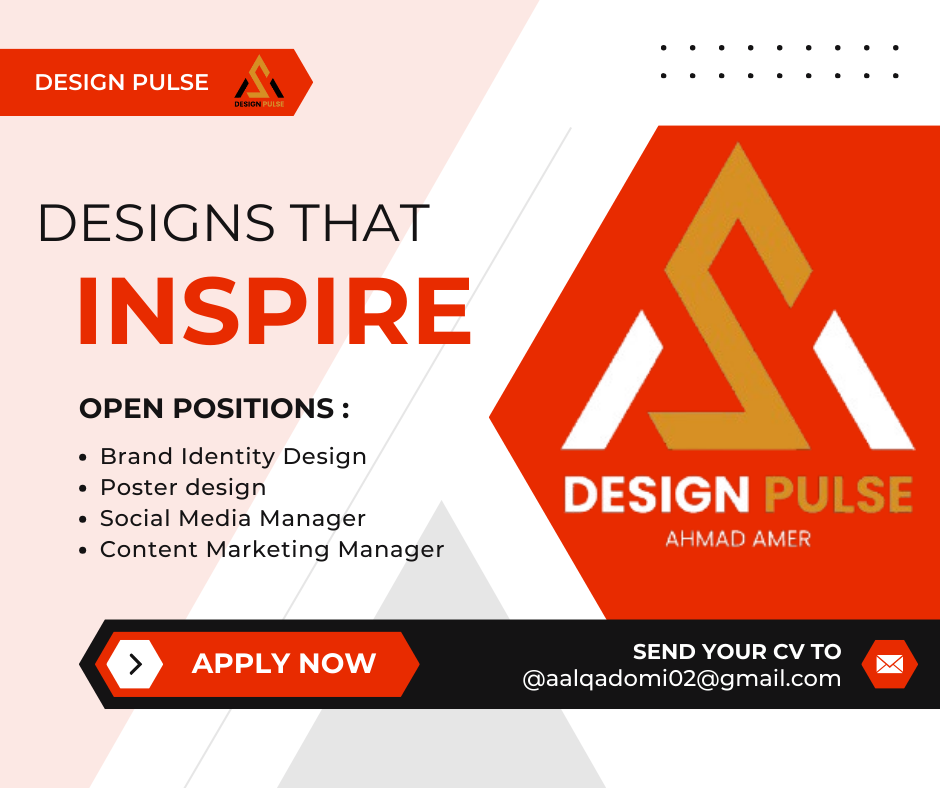 DESIGN PULSE
DESIGN PULSE
DESIGNS THAT
INSPIRE
OPEN POSITIONS :
Brand Identity Design
Poster design
Social Media Manager
Content Marketing Manager
DESIGN PULSE
AHMAD AMER
APPLY NOW
SEND YOUR CV TO
@aalqadomi02@gmail.com